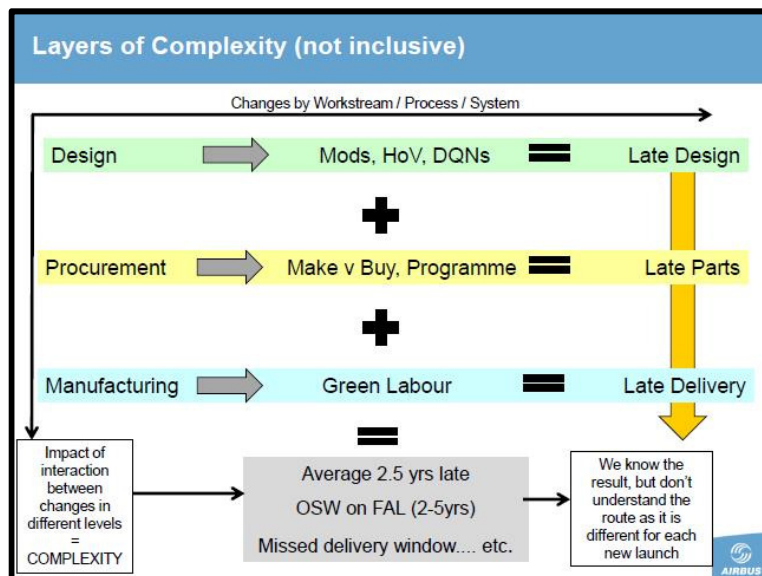 Layers of Complexity (not inclusive)
Changes by Workstream / Process / System
Design
Mods, HoV, DQNs
=
Late Design
+
Procurement
Make v Buy, Programme
=
Late Parts
+
Manufacturing
Green Labour
=
Late Delivery
=
Impact of
interaction
between
changes in
different levels
=
COMPLEXITY
Average 2.5 yrs late
OSW on FAL (2-5yrs)
Missed delivery window.... etc.
We know the
result, but don't
understand the
route as it is
different for each
new launch
AIRBUS